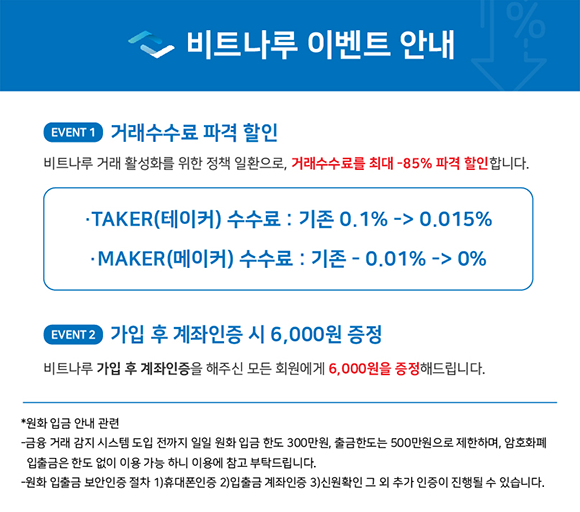 %
비트나루 이벤트 안내
EVENT 1 거래수수료 파격 할인
비트나루 거래 활성화를 위한 정책 일환으로, 거래수수료를 최대 -85% 파격 할인합니다.
·TAKER(테이커) 수수료 : 기존 0.1% -> 0.015%
·MAKER(메이커) 수수료 : 기존 - 0.01% -> 0%
EVENT 2 가입 후 계좌인증 시 6,000원 증정
비트나루 가입 후 계좌인증을 해주신 모든 회원에게 6,000원을 증정해드립니다.
*원화 입금 안내 관련
-금융 거래 감지 시스템 도입 전까지 일일 원화 입금 한도 300만원, 출금한도는 500만원으로 제한하며, 암호화폐
입출금은 한도 없이 이용 가능 하니 이용에 참고 부탁드립니다.
-원화 입출금 보안인증 절차 1)휴대폰인증 2)입출금 계좌인증 3)신원확인 그 외 추가 인증이 진행될 수 있습니다.